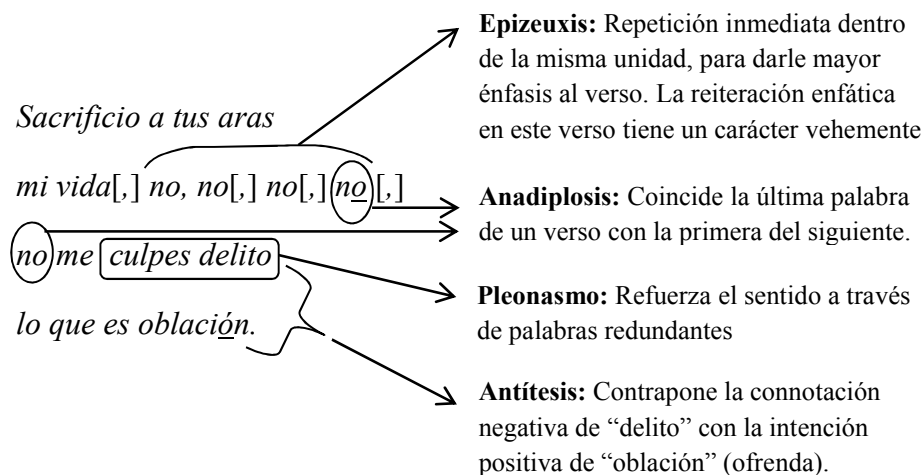 Sacrificio a tus aras
mi vida[,] no, no[,] no[,] no[,]
no me culpes delito
lo que es oblación.
Epizeuxis: Repetición inmediata dentro
de la misma unidad, para darle mayor
énfasis al verso. La reiteración enfática
en este verso tiene un carácter vehemente
Anadiplosis: Coincide la última palabra
de un verso con la primera del siguiente.
Pleonasmo: Refuerza el sentido a través
de palabras redundantes
Antítesis: Contrapone la connotación
negativa de “delito” con la intención
positiva de “oblación” (ofrenda).